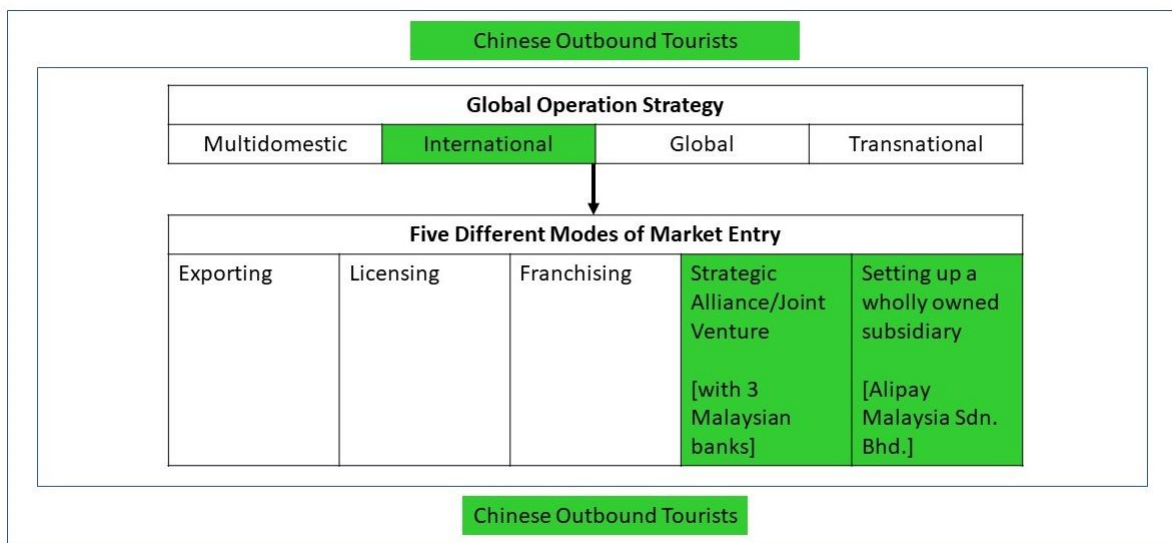 Chinese Outbound Tourists
Global Operation Strategy
Multidomestic
International
Global
Transnational
Five Different Modes of Market Entry
Exporting
Licensing
Franchising
Strategic
Alliance/Joint
Venture
[with 3
Malaysian
banks]
Setting up a
wholly owned
subsidiary
[Alipay
Malaysia Sdn.
Bhd.]
Chinese Outbound Tourists